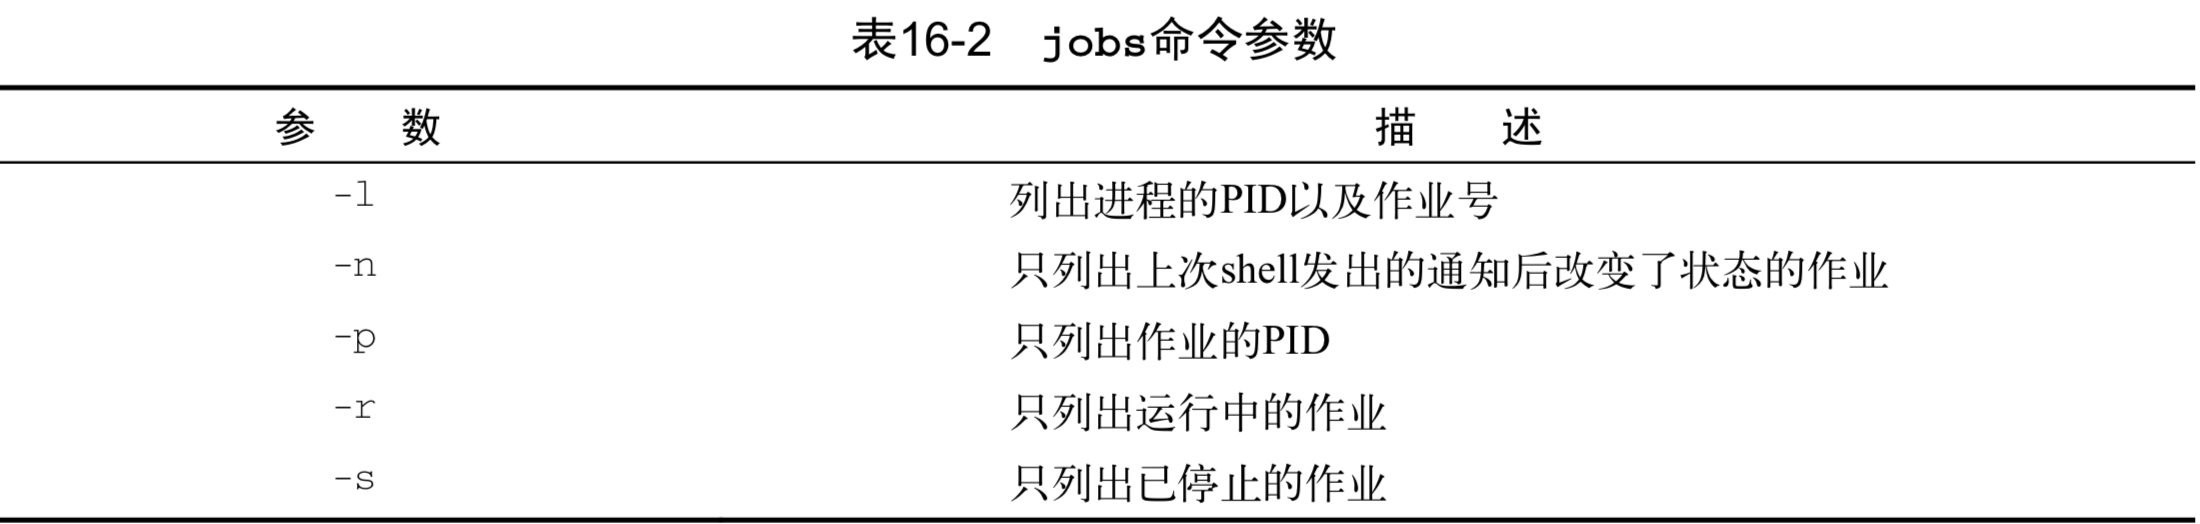 表16-2 jobs命令参数
参 数 描 述
-l 列出进程的PID以及作业号
-n 只列出上次shell发出的通知后改变了状态的作业
-p 只列出作业的PID
-r 只列出运行中的作业
-s 只列出已停止的作业